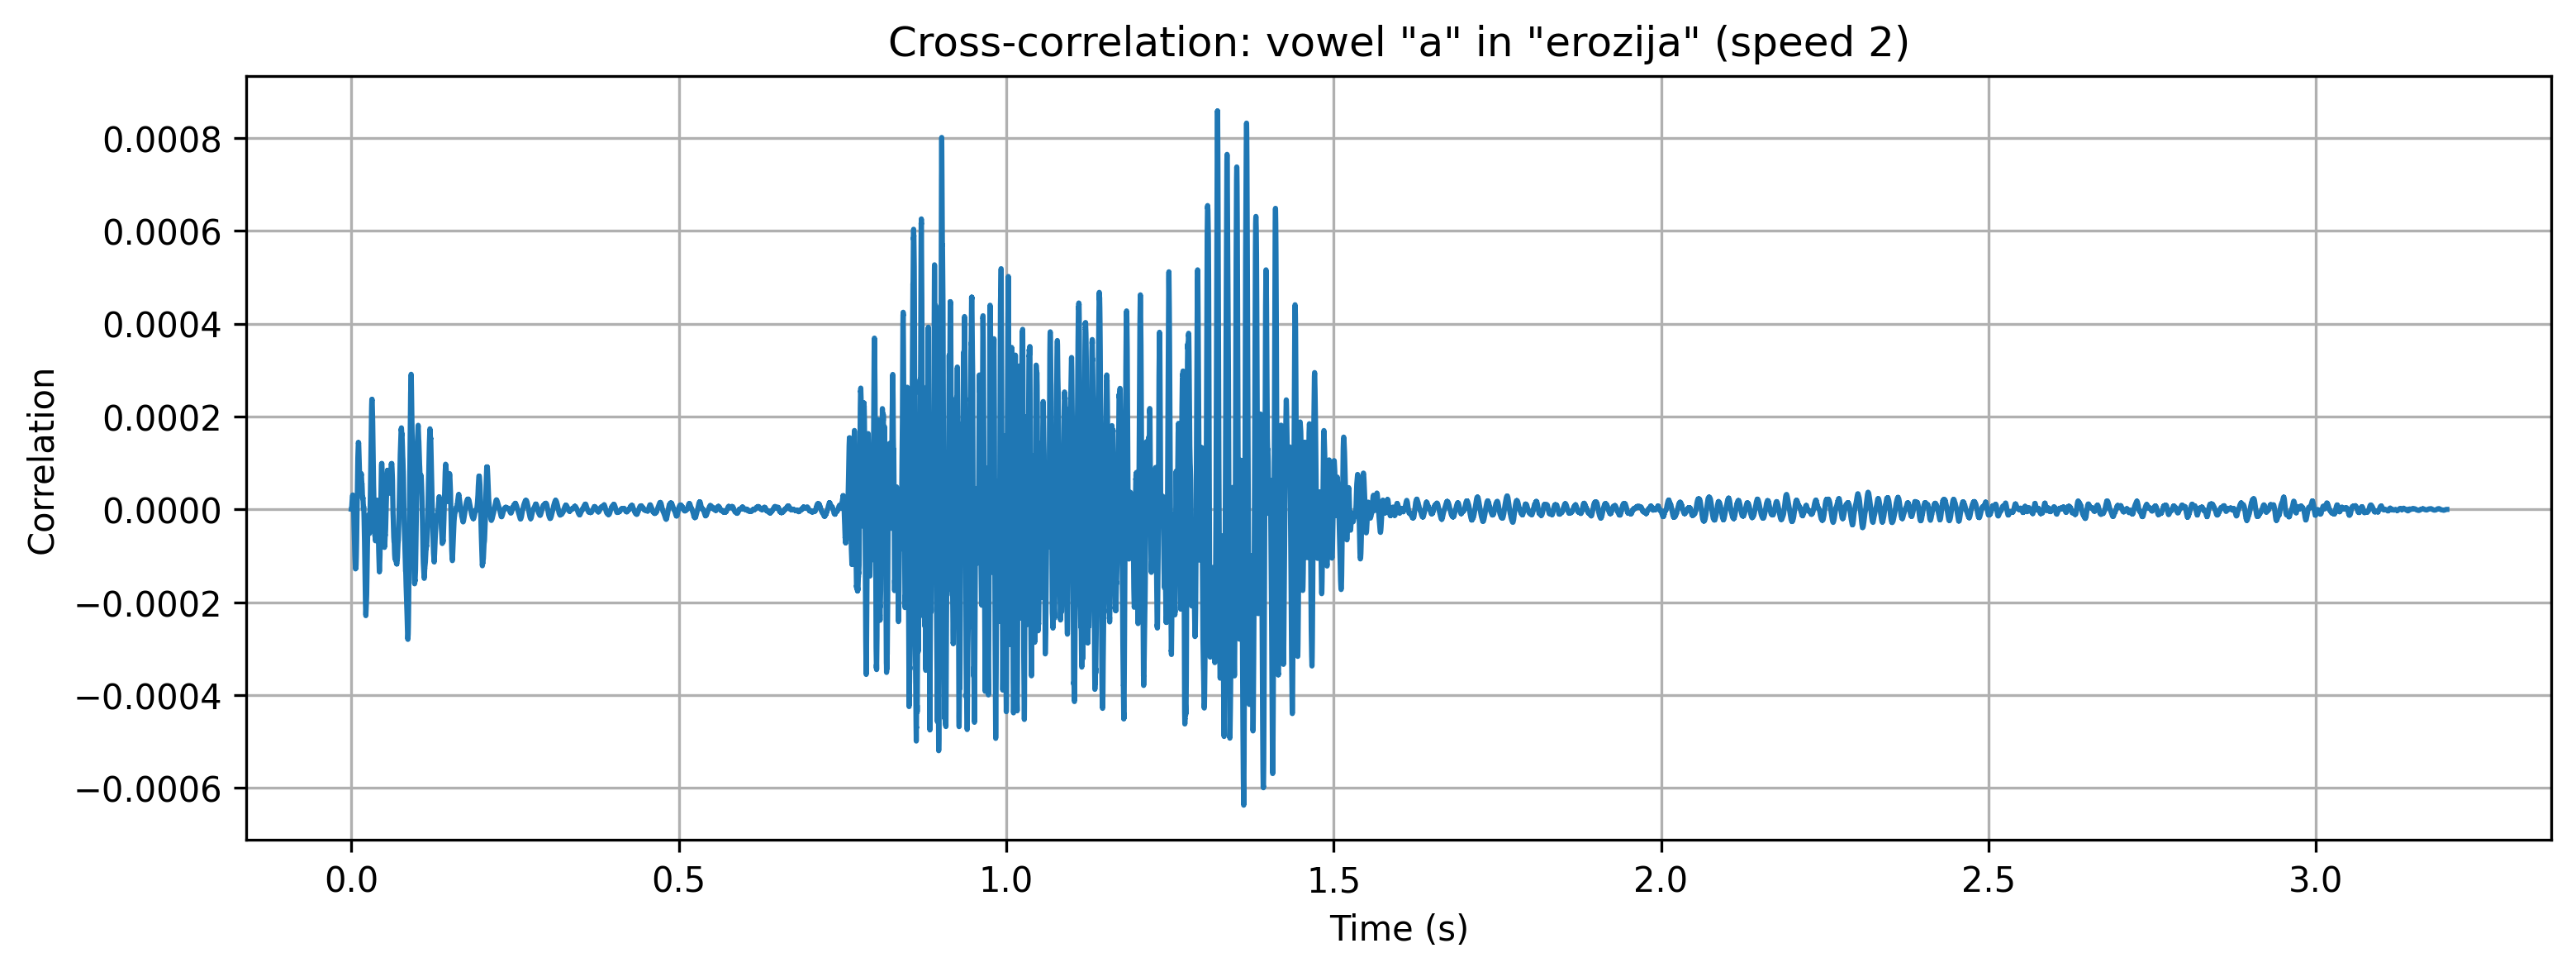 Cross-correlation: vowel "a" in "erozija" (speed 2)
0.0008
0.0006
0.0004
0.0002
0.0000
−0.0002
−0.0004
−0.0006
Correlation
0.0 0.5 1.0 1.5 2.0 2.5 3.0
Time (s)